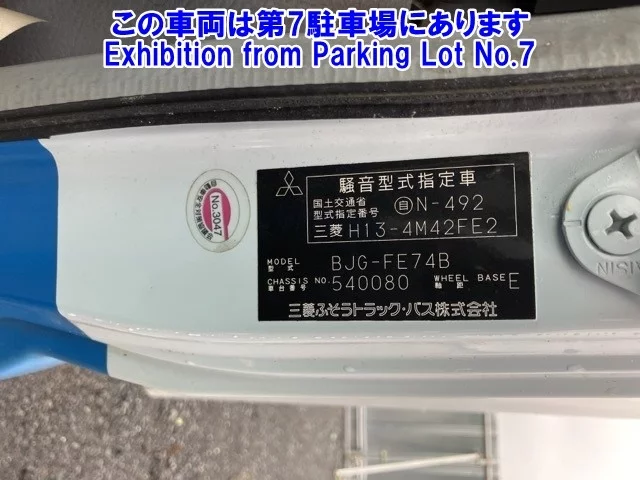 この車両は第7駐車場にあります
Exhibition from Parking Lot No.7
騒音型式指定車
国土交通省
型式指定番号 自N-492
三菱 H13-4M42FE2
MODEL
型式 BJG-FE74B
CHASSIS NO.
車台番号 540080
WHEEL BASE
軸距 E
三菱ふそうトラック・バス株式会社
No.3047
AISIN